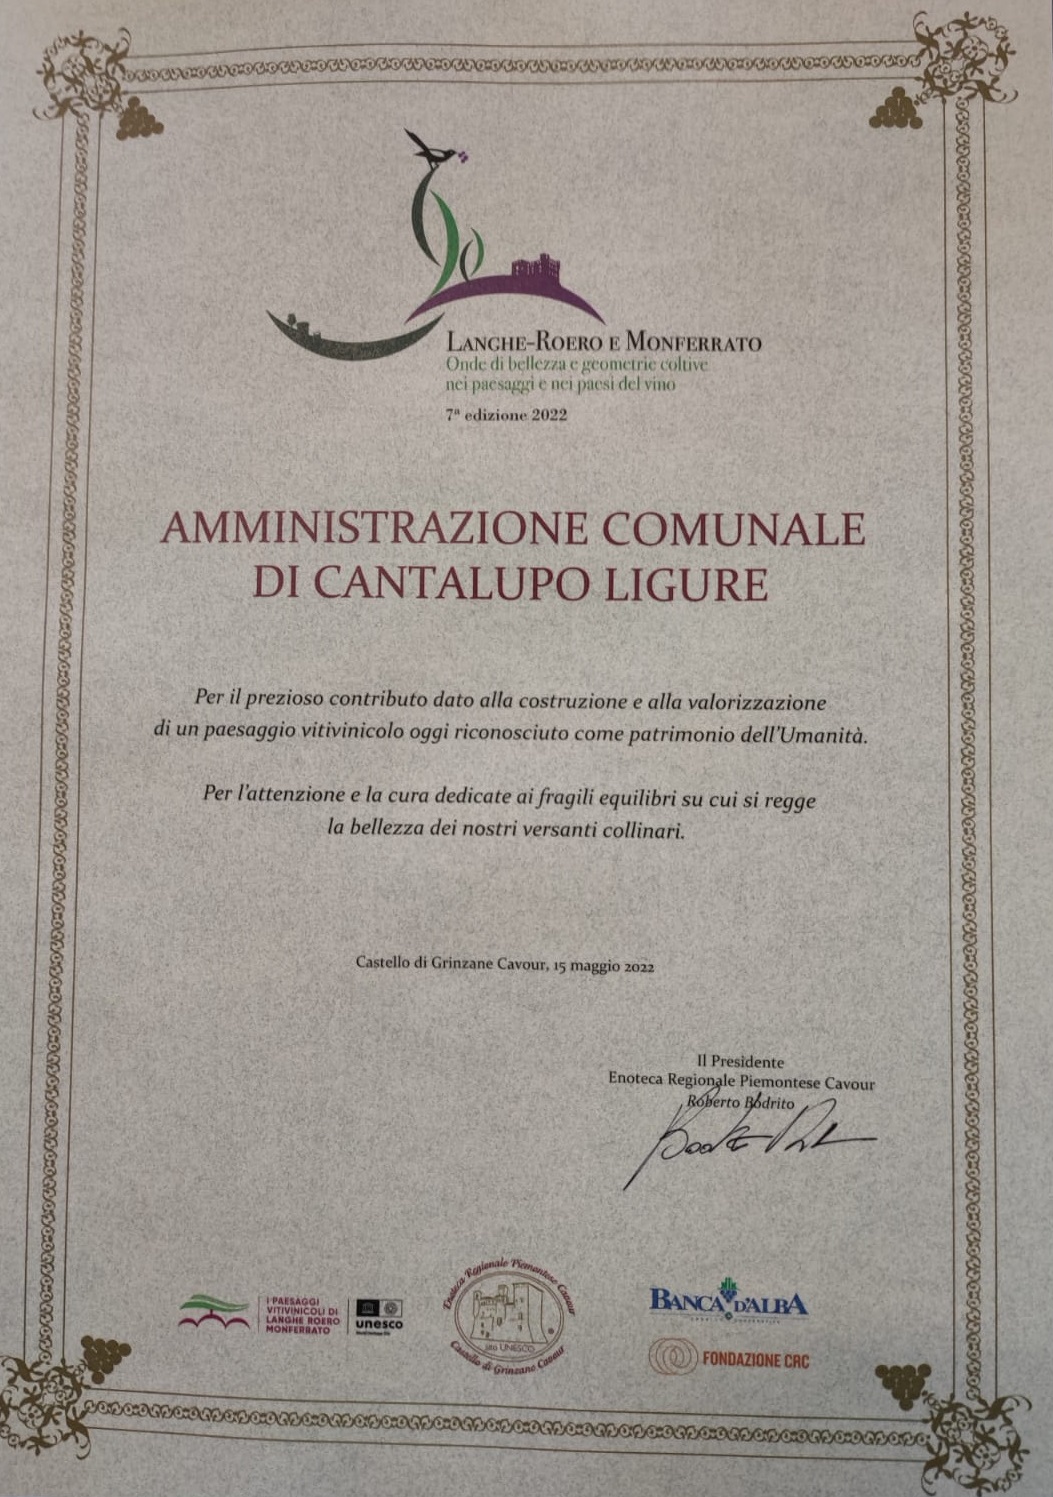 LANGHE-ROERO E MONFERRATO
Onde di bellezza e geometrie coltive
nei paesaggi e nei paesi del vino
7ª edizione 2022
AMMINISTRAZIONE COMUNALE
DI CANTALUPO LIGURE
Per il prezioso contributo dato alla costruzione e alla valorizzazione
di un paesaggio vitivinicolo oggi riconosciuto come patrimonio dell'Umanità.
Per l'attenzione e la cura dedicate ai fragili equilibri su cui si regge
la bellezza dei nostri versanti collinari.
Castello di Grinzane Cavour, 15 maggio 2022
Il Presidente
Enoteca Regionale Piemontese Cavour
Roberto Bodrito
I PAESAGGI
VITIVINICOLI DI
LANGHE ROERO
MONFERRATO
unesco
Enoteca Regionale Piemontese Cavour
sito UNESCO
Castello di Grinzane Cavour
BANCA D'ALBA
FONDAZIONE CRC